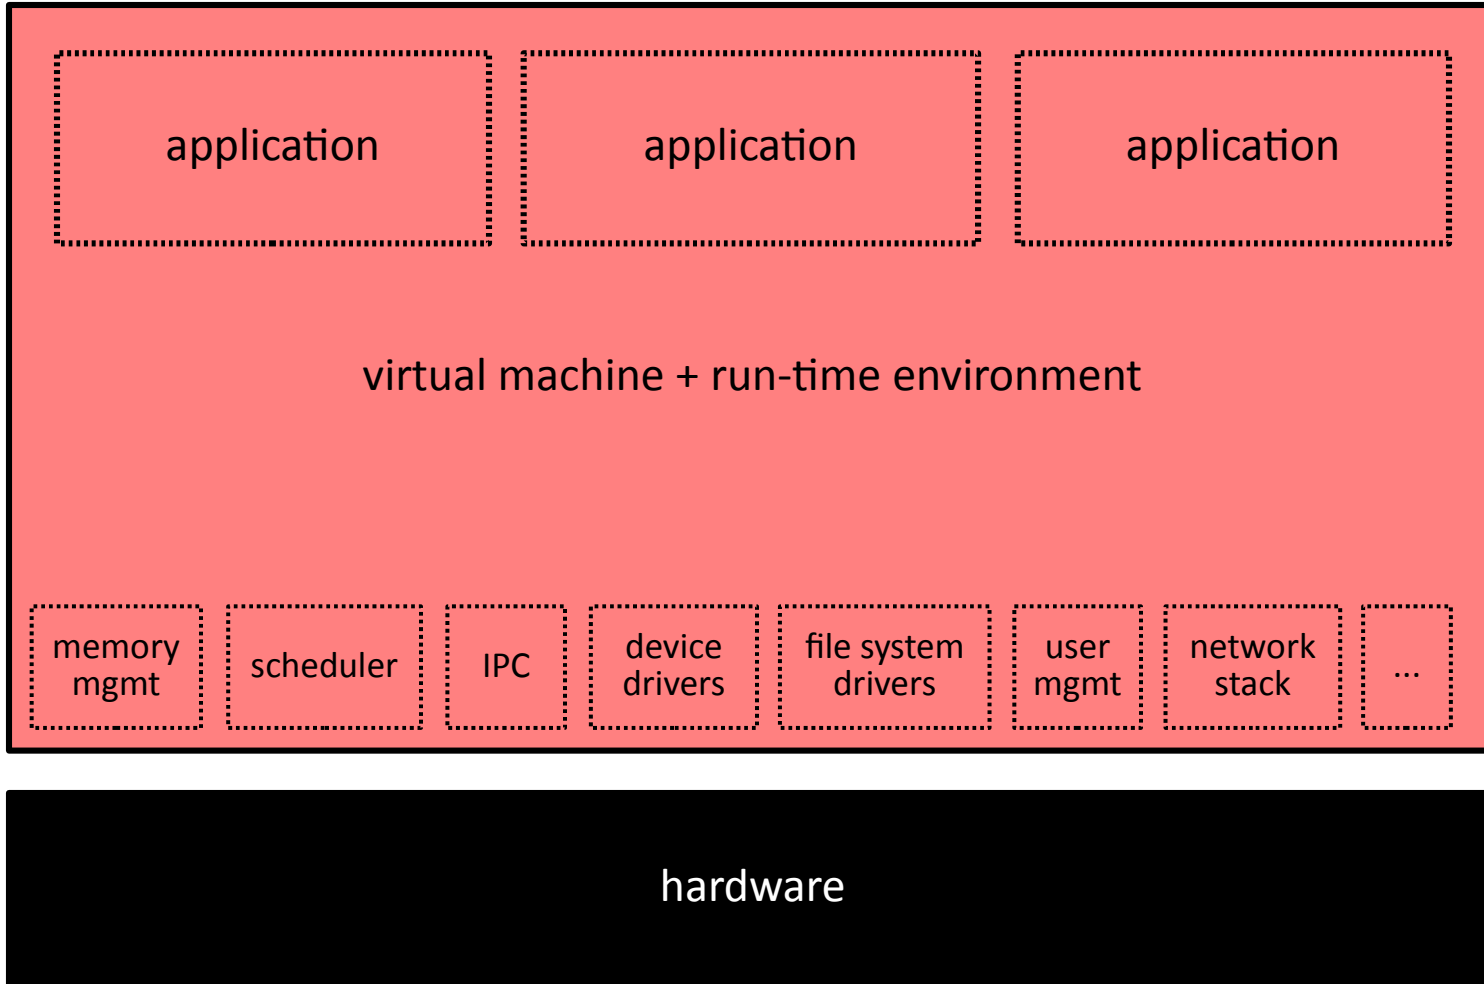 application
application
application
virtual machine + run-time environment
memory
mgmt
scheduler
IPC
device
drivers
file system
drivers
user
mgmt
network
stack
...
hardware